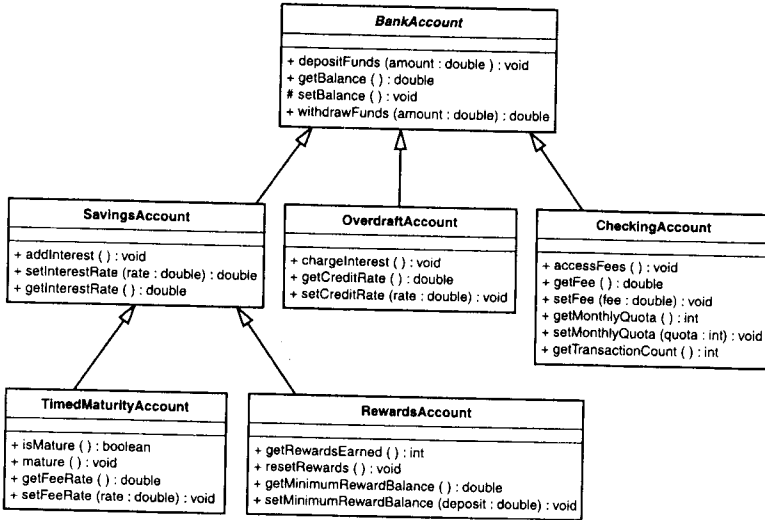 BankAccount
+ depositFunds (amount : double ) : void
+ getBalance ( ) : double
# setBalance ( ) : void
+ withdrawFunds (amount : double) : double
SavingsAccount
+ addInterest ( ) : void
+ setInterestRate (rate : double) : double
+ getInterestRate ( ) : double
OverdraftAccount
+ chargeInterest ( ) : void
+ getCreditRate ( ) : double
+ setCreditRate (rate : double) : void
CheckingAccount
+ accessFees ( ) : void
+ getFee ( ) : double
+ setFee (fee : double) : void
+ getMonthlyQuota ( ) : int
+ setMonthlyQuota (quota : int) : void
+ getTransactionCount ( ) : int
TimedMaturityAccount
+ isMature ( ) : boolean
+ mature ( ) : void
+ getFeeRate ( ) : double
+ setFeeRate (rate : double) : void
RewardsAccount
+ getRewardsEarned ( ) : int
+ resetRewards ( ) : void
+ getMinimumRewardBalance ( ) : double
+ setMinimumRewardBalance (deposit : double) : void